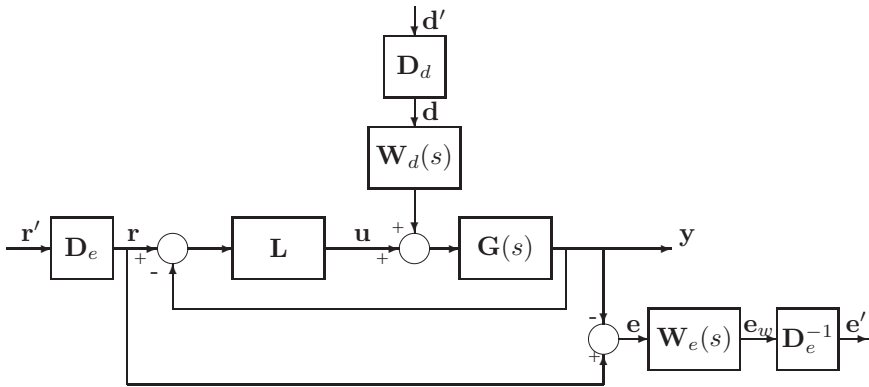 d′
D_d
d
W_d(s)
r′
D_e
r
+
-
L
u
+
+
G(s)
y
-
+
e
W_e(s)
e_w
D_e^{-1}
e′